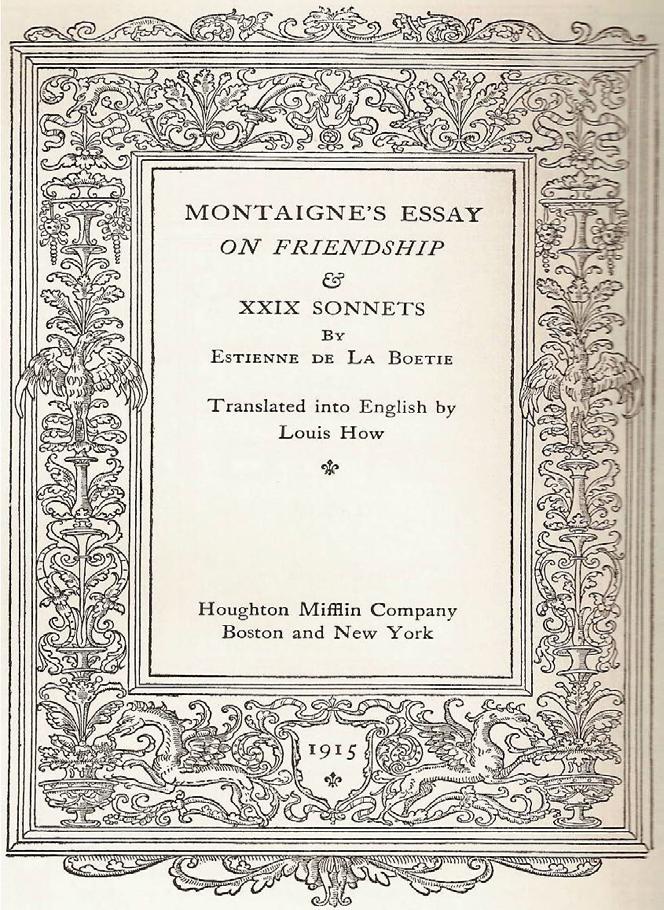 MONTAIGNE'S ESSAY
ON FRIENDSHIP
&
XXIX SONNETS
BY
ESTIENNE DE LA BOETIE
Translated into English by
Louis How
Houghton Mifflin Company
Boston and New York
1915